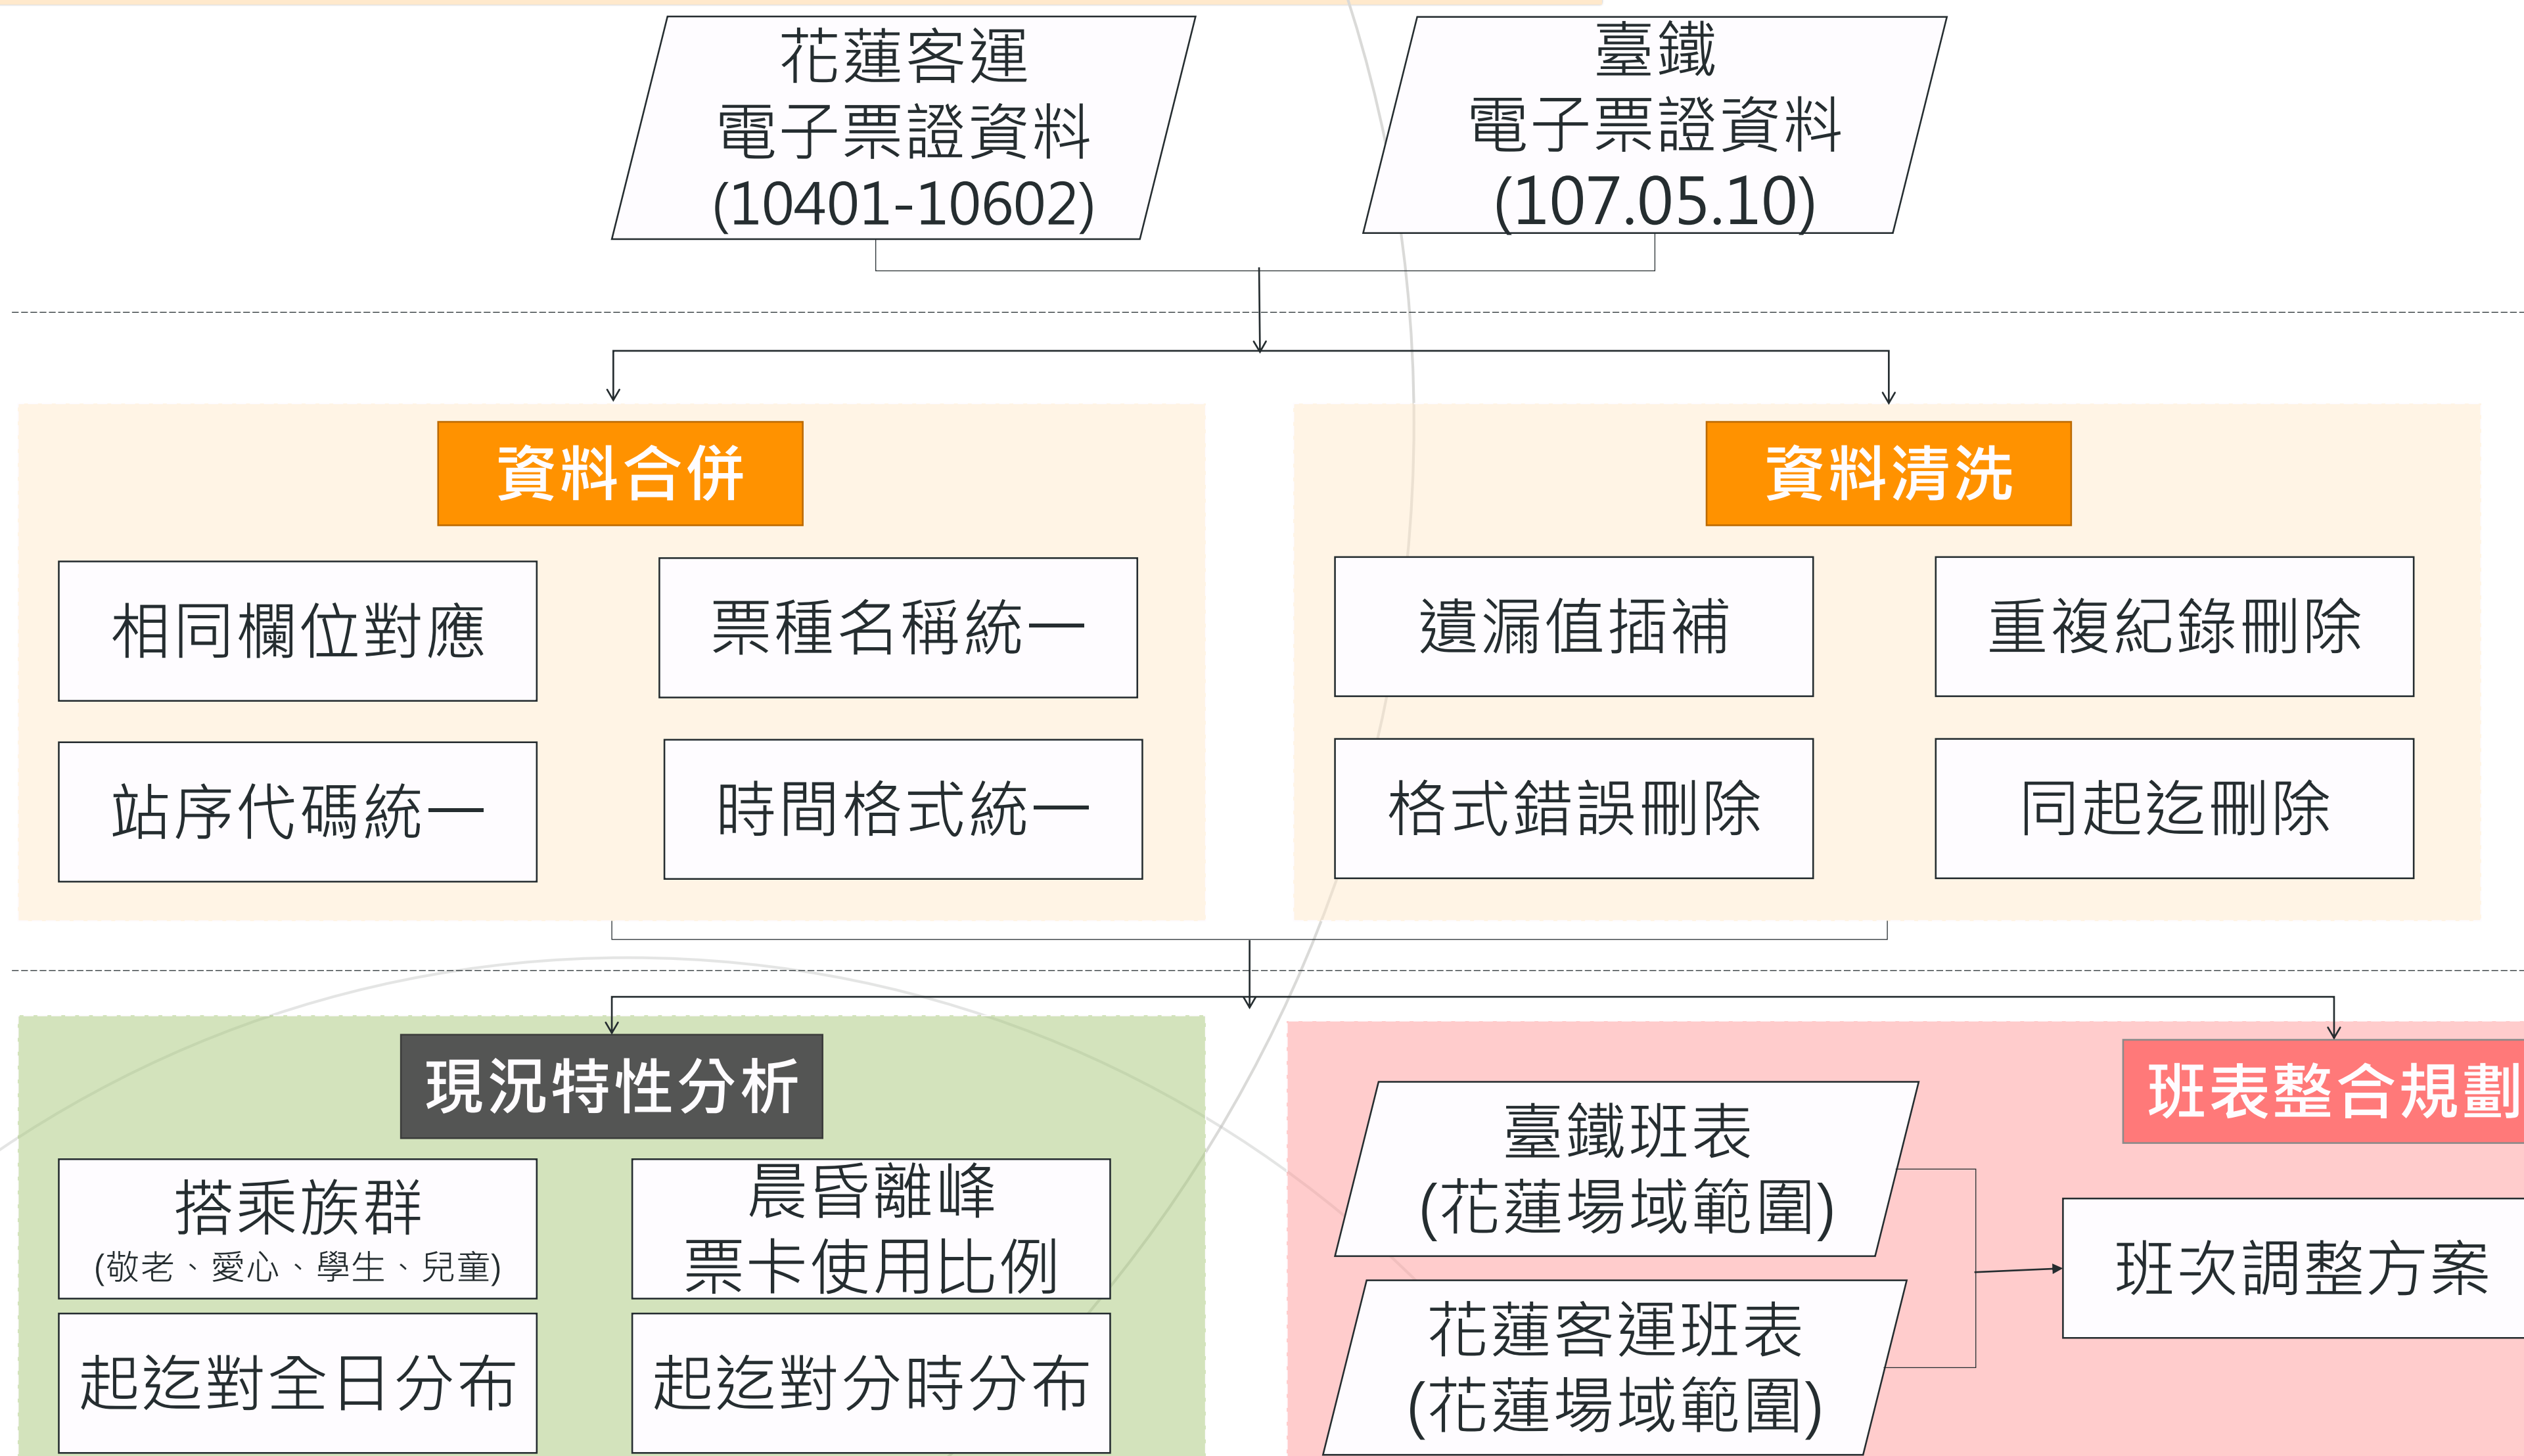 花蓮客運
電子票證資料
(10401-10602)
臺鐵
電子票證資料
(107.05.10)
資料合併
相同欄位對應
票種名稱統一
站序代碼統一
時間格式統一
資料清洗
遺漏值插補
重複紀錄刪除
格式錯誤刪除
同起迄刪除
現況特性分析
搭乘族群
(敬老、愛心、學生、兒童)
晨昏離峰
票卡使用比例
起迄對全日分布
起迄對分時分布
班表整合規劃
臺鐵班表
(花蓮場域範圍)
花蓮客運班表
(花蓮場域範圍)
班次調整方案